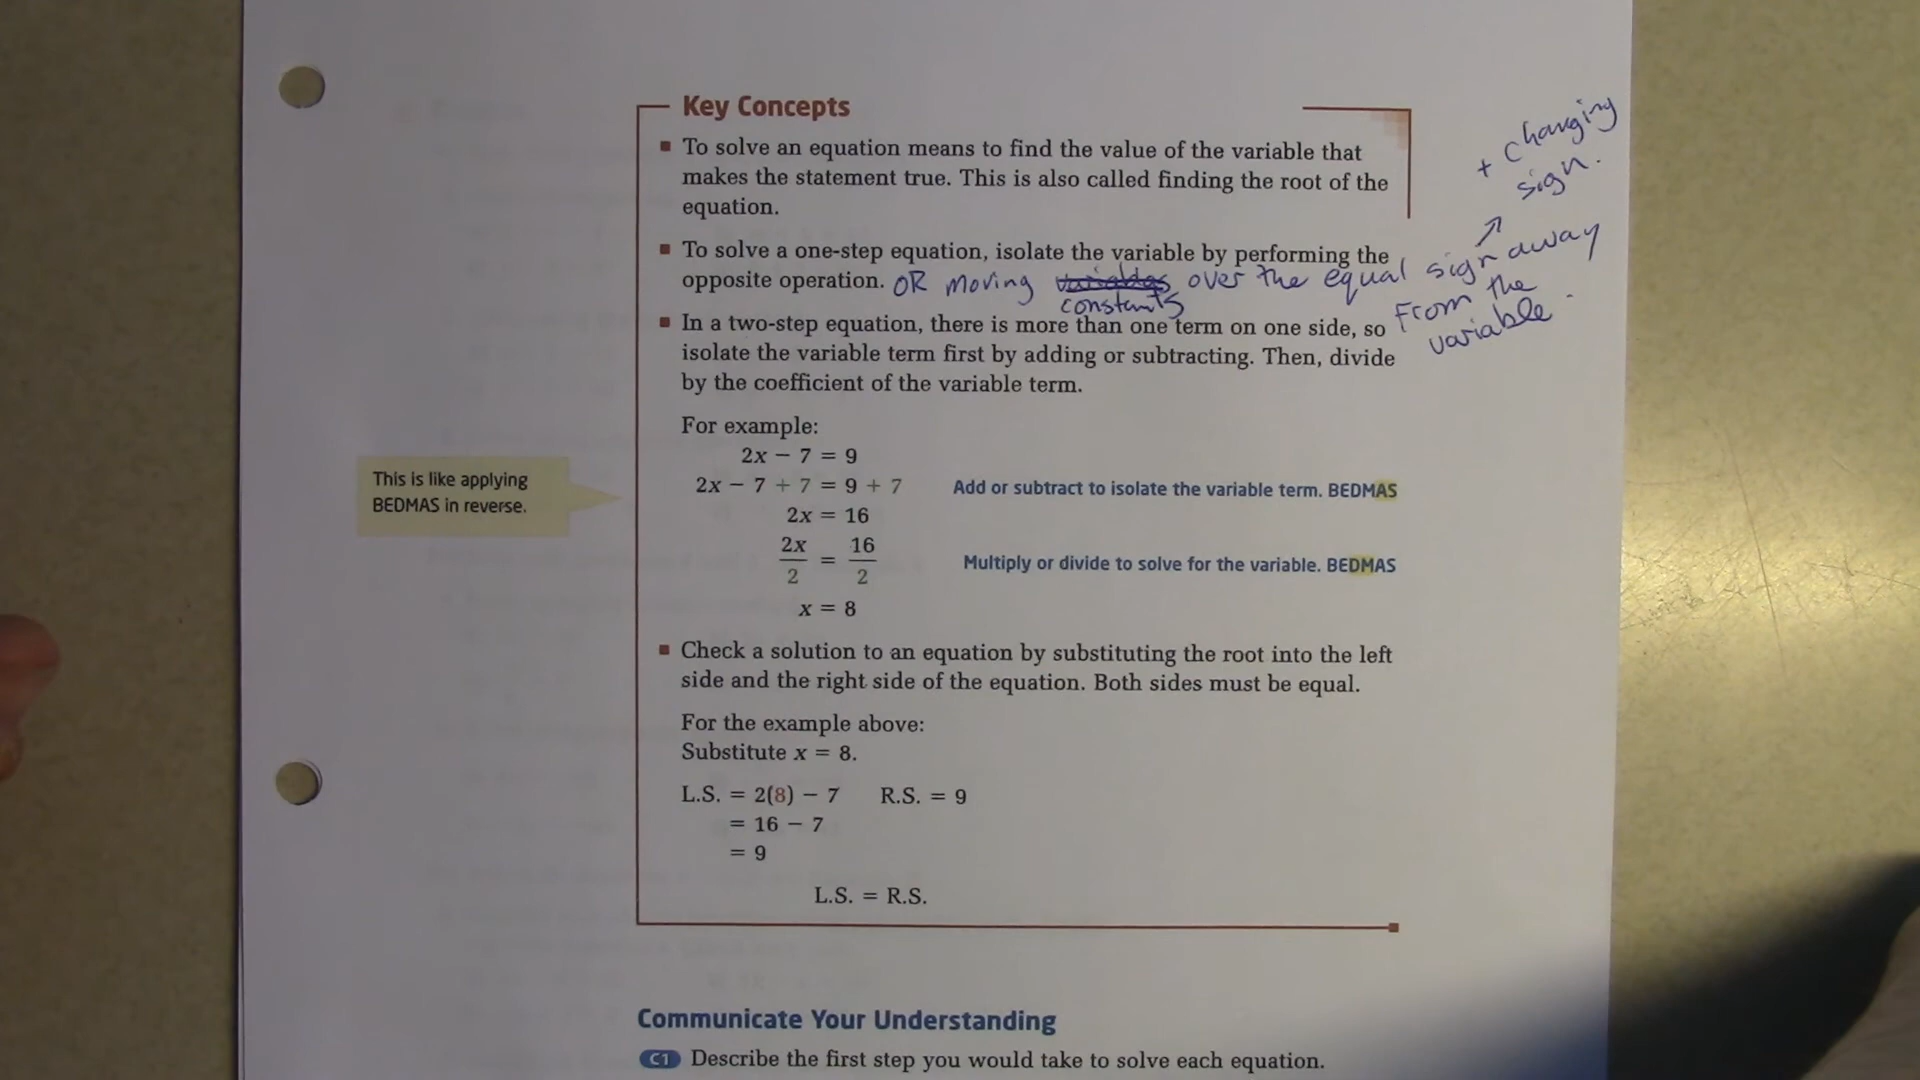 Key Concepts
To solve an equation means to find the value of the variable that
makes the statement true. This is also called finding the root of the
equation.
To solve a one-step equation, isolate the variable by performing the
opposite operation. OR moving variables over the equal sign away
constants
from the
variable.
+ changing
sign.
In a two-step equation, there is more than one term on one side, so
isolate the variable term first by adding or subtracting. Then, divide
by the coefficient of the variable term.
For example:
2x − 7 = 9
This is like applying
BEDMAS in reverse.
2x − 7 + 7 = 9 + 7 Add or subtract to isolate the variable term. BEDMAS
2x = 16
2x/2 = 16/2 Multiply or divide to solve for the variable. BEDMAS
x = 8
Check a solution to an equation by substituting the root into the left
side and the right side of the equation. Both sides must be equal.
For the example above:
Substitute x = 8.
L.S. = 2(8) − 7 R.S. = 9
= 16 − 7
= 9
L.S. = R.S.
Communicate Your Understanding
C1 Describe the first step you would take to solve each equation.